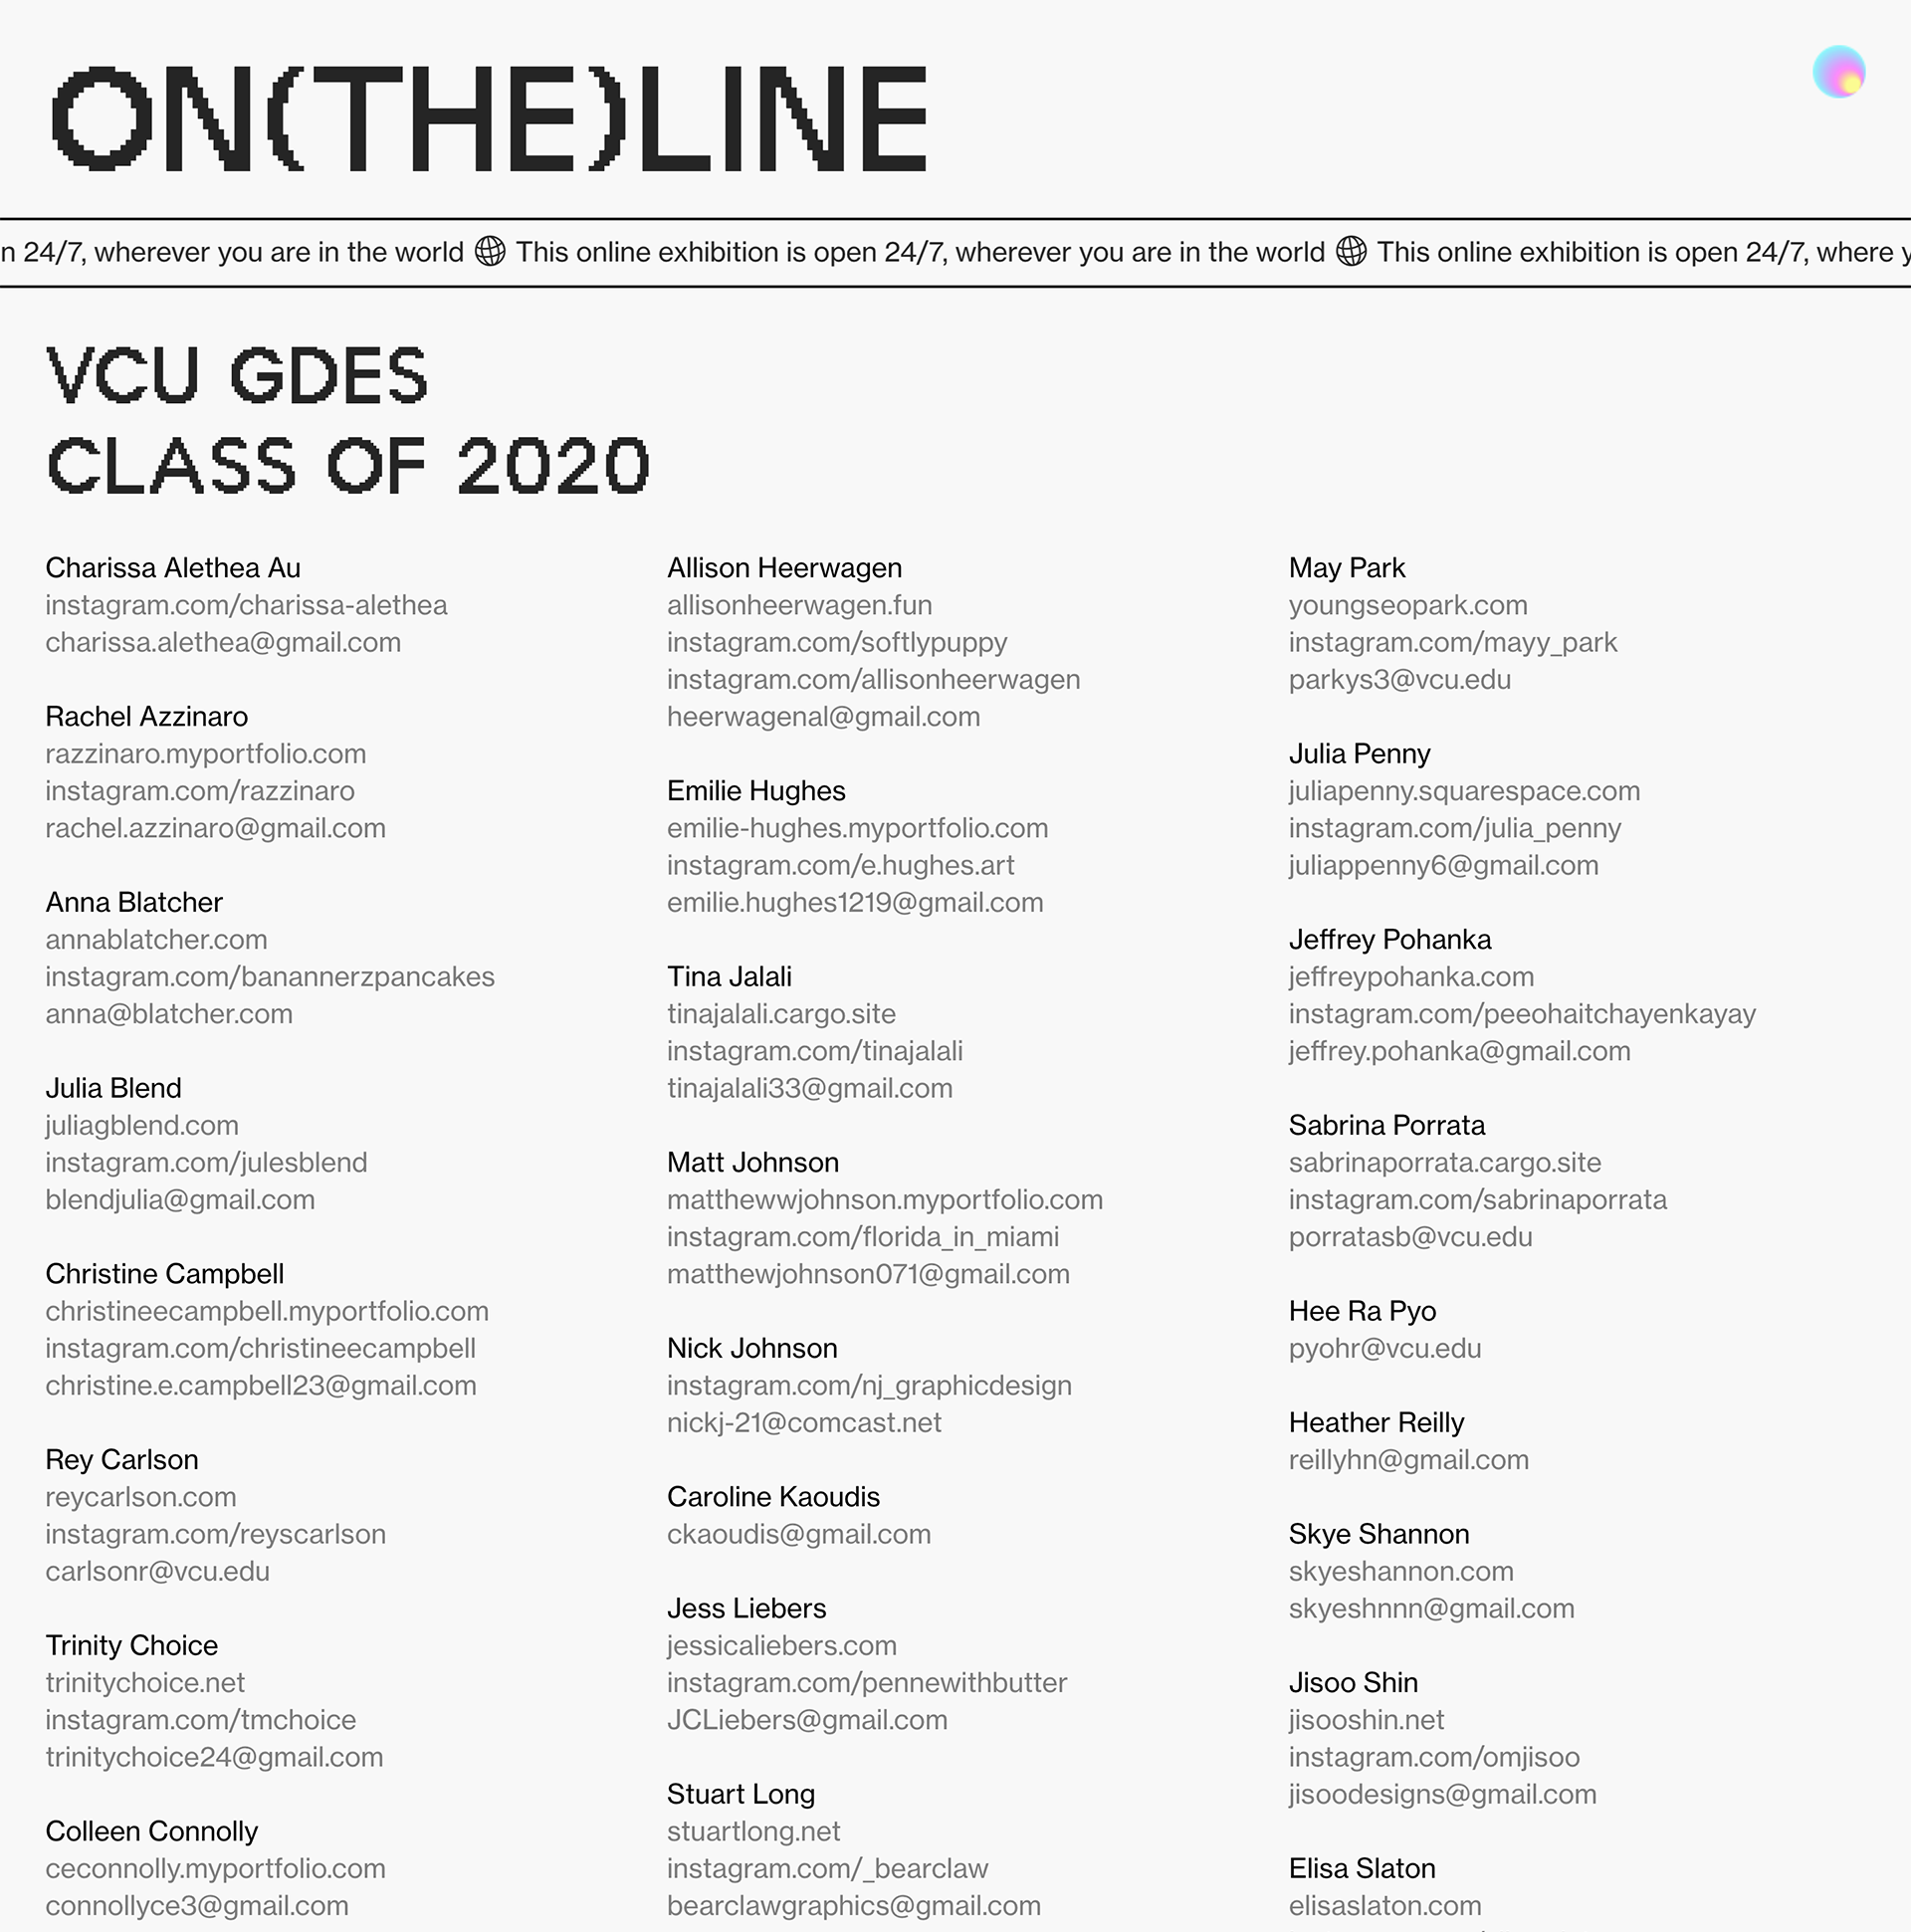 ON(THE)LINE
n 24/7, wherever you are in the world This online exhibition is open 24/7, wherever you are in the world This online exhibition is open 24/7, where y
VCU GDES
CLASS OF 2020
Charissa Alethea Au
instagram.com/charissa-alethea
charissa.alethea@gmail.com
Rachel Azzinaro
razzinaro.myportfolio.com
instagram.com/razzinaro
rachel.azzinaro@gmail.com
Anna Blatcher
annablatcher.com
instagram.com/banannerzpancakes
anna@blatcher.com
Julia Blend
juliagblend.com
instagram.com/julesblend
blendjulia@gmail.com
Christine Campbell
christineecampbell.myportfolio.com
instagram.com/christineecampbell
christine.e.campbell23@gmail.com
Rey Carlson
reycarlson.com
instagram.com/reyscarlson
carlsonr@vcu.edu
Trinity Choice
trinitychoice.net
instagram.com/tmchoice
trinitychoice24@gmail.com
Colleen Connolly
ceconnolly.myportfolio.com
connollyce3@gmail.com
Allison Heerwagen
allisonheerwagen.fun
instagram.com/softlypuppy
instagram.com/allisonheerwagen
heerwagenal@gmail.com
Emilie Hughes
emilie-hughes.myportfolio.com
instagram.com/e.hughes.art
emilie.hughes1219@gmail.com
Tina Jalali
tinajalali.cargo.site
instagram.com/tinajalali
tinajalali33@gmail.com
Matt Johnson
matthewwjohnson.myportfolio.com
instagram.com/florida_in_miami
matthewjohnson071@gmail.com
Nick Johnson
instagram.com/nj_graphicdesign
nickj-21@comcast.net
Caroline Kaoudis
ckaoudis@gmail.com
Jess Liebers
jessicaliebers.com
instagram.com/pennewithbutter
JCLiebers@gmail.com
Stuart Long
stuartlong.net
instagram.com/_bearclaw
bearclawgraphics@gmail.com
May Park
youngseopark.com
instagram.com/mayy_park
parkys3@vcu.edu
Julia Penny
juliapenny.squarespace.com
instagram.com/julia_penny
juliappenny6@gmail.com
Jeffrey Pohanka
jeffreypohanka.com
instagram.com/peeohaitchayenkayay
jeffrey.pohanka@gmail.com
Sabrina Porrata
sabrinaporrata.cargo.site
instagram.com/sabrinaporrata
porratasb@vcu.edu
Hee Ra Pyo
pyohr@vcu.edu
Heather Reilly
reillyhn@gmail.com
Skye Shannon
skyeshannon.com
skyeshnnn@gmail.com
Jisoo Shin
jisooshin.net
instagram.com/omjisoo
jisoodesigns@gmail.com
Elisa Slaton
elisaslaton.com